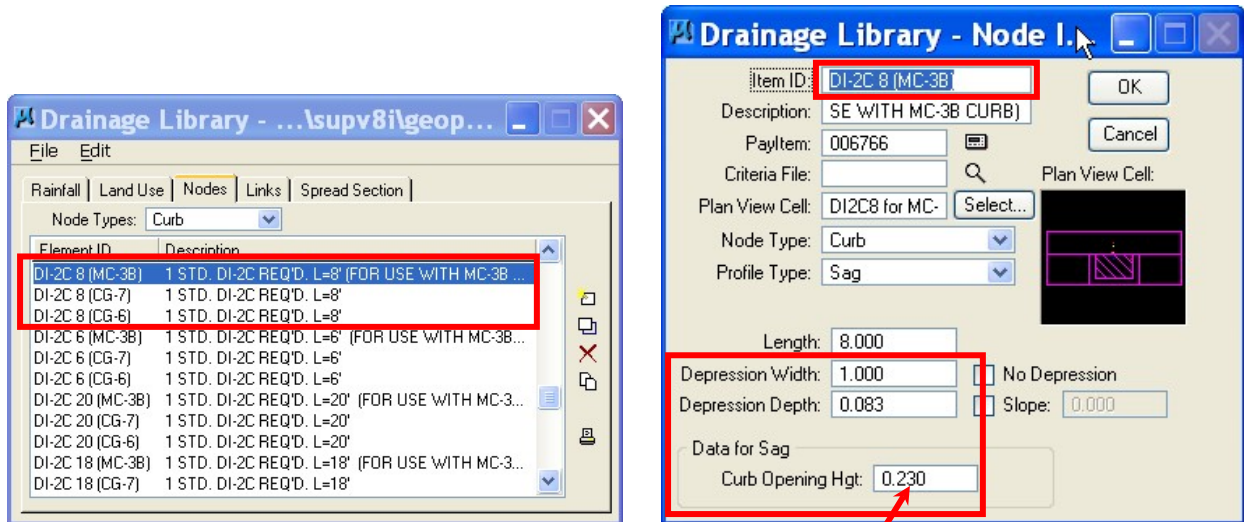 Drainage Library - ...\supv8i\geop...
File Edit
Rainfall Land Use Nodes Links Spread Section
Node Types: Curb
Element ID Description
DI-2C 8 (MC-3B) 1 STD. DI-2C REQ'D. L=8' (FOR USE WITH MC-3B ...
DI-2C 8 (CG-7) 1 STD. DI-2C REQ'D. L=8'
DI-2C 8 (CG-6) 1 STD. DI-2C REQ'D. L=8'
DI-2C 6 (MC-3B) 1 STD. DI-2C REQ'D. L=6' (FOR USE WITH MC-3B...
DI-2C 6 (CG-7) 1 STD. DI-2C REQ'D. L=6'
DI-2C 6 (CG-6) 1 STD. DI-2C REQ'D. L=6'
DI-2C 20 (MC-3B) 1 STD. DI-2C REQ'D. L=20' (FOR USE WITH MC-3...
DI-2C 20 (CG-7) 1 STD. DI-2C REQ'D. L=20'
DI-2C 20 (CG-6) 1 STD. DI-2C REQ'D. L=20'
DI-2C 18 (MC-3B) 1 STD. DI-2C REQ'D. L=18' (FOR USE WITH MC-3...
DI-2C 18 (CG-7) 1 STD. DI-2C REQ'D. L=18'
Drainage Library - Node I...
Item ID: DI-2C 8 (MC-3B) OK
Description: SE WITH MC-3B CURB)
Cancel
PayItem: 006766
Criteria File: Plan View Cell:
Plan View Cell: DI2C8 for MC- Select...
Node Type: Curb
Profile Type: Sag
Length: 8.000
Depression Width: 1.000 No Depression
Depression Depth: 0.083 Slope: 0.000
Data for Sag
Curb Opening Hgt: 0.230